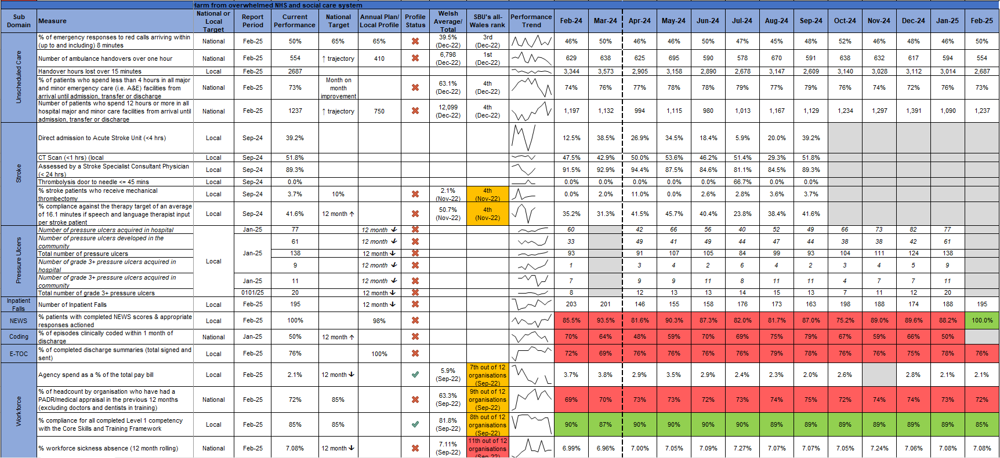 Harm from overwhelmed NHS and social care system
Sub Domain | Measure | National or Local Target | Report Period | Current Performance | National Target | Annual Plan/ Local Profile | Profile Status | Welsh Average/ Total | SBU's all-Wales rank | Performance Trend | Feb-24 | Mar-24 | Apr-24 | May-24 | Jun-24 | Jul-24 | Aug-24 | Sep-24 | Oct-24 | Nov-24 | Dec-24 | Jan-25 | Feb-25
Unscheduled Care
% of emergency responses to red calls arriving within (up to and including) 8 minutes | National | Feb-25 | 50% | 65% | 65% | ✖ | 39.5% (Dec-22) | 3rd (Dec-22) | 46% | 50% | 46% | 46% | 50% | 47% | 45% | 48% | 52% | 46% | 48% | 46% | 50%
Number of ambulance handovers over one hour | National | Feb-25 | 554 | ↑ trajectory | 410 | ✖ | 6,798 (Dec-22) | 1st (Dec-22) | 629 | 638 | 625 | 695 | 590 | 578 | 670 | 591 | 638 | 632 | 617 | 594 | 554
Handover hours lost over 15 minutes | Local | Feb-25 | 2687 | 3,344 | 3,573 | 2,905 | 3,158 | 2,890 | 2,678 | 3,147 | 2,609 | 3,140 | 3,028 | 3,112 | 3,014 | 2,687
% of patients who spend less than 4 hours in all major and minor emergency care (i.e. A&E) facilities from arrival until admission, transfer or discharge | National | Feb-25 | 73% | Month on month improvement | ✖ | 63.1% (Dec-22) | 4th (Dec-22) | 74% | 76% | 77% | 78% | 78% | 79% | 77% | 78% | 76% | 74% | 72% | 76% | 73%
Number of patients who spend 12 hours or more in all hospital major and minor care facilities from arrival until admission, transfer or discharge | National | Feb-25 | 1237 | ↑ trajectory | 750 | ✖ | 12,099 (Dec-22) | 4th (Dec-22) | 1,197 | 1,132 | 994 | 1,115 | 980 | 1,013 | 1,167 | 1,129 | 1,234 | 1,297 | 1,391 | 1,090 | 1,237
Stroke
Direct admission to Acute Stroke Unit (<4 hrs) | Local | Sep-24 | 39.2% | 12.5% | 38.5% | 26.9% | 34.5% | 18.4% | 5.9% | 20.0% | 39.2%
CT Scan (<1 hrs) (local | Local | Sep-24 | 51.8% | 47.5% | 42.9% | 50.0% | 53.6% | 46.2% | 51.4% | 29.3% | 51.8%
Assessed by a Stroke Specialist Consultant Physician (< 24 hrs) | Local | Sep-24 | 89.3% | 91.5% | 92.9% | 94.4% | 87.5% | 84.6% | 81.1% | 84.5% | 89.3%
Thrombolysis door to needle <= 45 mins | Local | Sep-24 | 0.0% | 0.0% | 0.0% | 0.0% | 0.0% | 0.0% | 66.7% | 0.0% | 0.0%
% stroke patients who receive mechanical thrombectomy | Local | Sep-24 | 3.7% | 10% | ✖ | 2.1% (Nov-22) | 4th (Nov-22) | 0.0% | 2.0% | 11.0% | 0.0% | 2.6% | 2.8% | 3.6% | 3.7%
% compliance against the therapy target of an average of 16.1 minutes if speech and language therapist input per stroke patient | Local | Sep-24 | 41.6% | 12 month ↑ | ✖ | 50.7% (Nov-22) | 4th (Nov-22) | 35.2% | 31.3% | 41.5% | 45.7% | 40.4% | 23.8% | 38.4% | 41.6%
Pressure Ulcers
Local
Number of pressure ulcers acquired in hospital | Jan-25 | 77 | 12 month ↓ | ✖ | 60 | 42 | 66 | 56 | 40 | 52 | 49 | 66 | 73 | 82 | 77
Number of pressure ulcers developed in the community | Jan-25 | 61 | 12 month ↓ | ✖ | 33 | 49 | 41 | 49 | 44 | 47 | 44 | 38 | 38 | 42 | 61
Total number of pressure ulcers | 138 | 12 month ↓ | ✖ | 93 | 91 | 107 | 105 | 84 | 99 | 93 | 104 | 111 | 124 | 138
Number of grade 3+ pressure ulcers acquired in hospital | 9 | 12 month ↓ | ✖ | 1 | 3 | 4 | 2 | 6 | 4 | 2 | 3 | 4 | 5 | 9
Number of grade 3+ pressure ulcers acquired in community | Jan-25 | 11 | 12 month ↓ | ✖ | 7 | 9 | 9 | 11 | 8 | 11 | 11 | 4 | 7 | 7 | 11
Total number of grade 3+ pressure ulcers | 0101/25 | 20 | 12 month ↓ | ✖ | 8 | 12 | 13 | 13 | 14 | 15 | 13 | 7 | 11 | 12 | 20
Inpatient Falls | Number of Inpatient Falls | Local | Feb-25 | 195 | 12 month ↓ | ✖ | 203 | 201 | 146 | 155 | 158 | 176 | 173 | 163 | 198 | 188 | 174 | 188 | 195
NEWS | % patients with completed NEWS scores & appropriate responses actioned | Local | Feb-25 | 100% | 98% | ✖ | 85.5% | 93.5% | 81.6% | 90.3% | 87.3% | 82.0% | 81.7% | 87.0% | 75.2% | 89.0% | 89.6% | 88.2% | 100.0%
Coding | % of episodes clinically coded within 1 month of discharge | National | Jan-25 | 50% | 12 month ↑ | ✖ | 70% | 64% | 48% | 59% | 70% | 69% | 75% | 79% | 67% | 59% | 66% | 50%
E-TOC | % of completed discharge summaries (total signed and sent) | Local | Feb-25 | 76% | 100% | ✖ | 72% | 69% | 76% | 76% | 76% | 76% | 79% | 78% | 76% | 76% | 75% | 78% | 76%
Workforce
Agency spend as a % of the total pay bill | Local | Feb-25 | 2.1% | 12 month ↓ | ✔ | 5.9% (Sep-22) | 7th out of 12 organisations (Sep-22) | 3.7% | 3.8% | 2.9% | 3.5% | 2.9% | 2.4% | 2.3% | 2.0% | 2.6% | 2.8% | 2.1% | 2.1%
% of headcount by organisation who have had a PADR/medical appraisal in the previous 12 months (excluding doctors and dentists in training) | Local | Feb-25 | 72% | 85% | ✖ | 63.3% (Sep-22) | 9th out of 12 organisations (Sep-22) | 69% | 70% | 73% | 73% | 72% | 73% | 74% | 75% | 72% | 74% | 74% | 73% | 72%
% compliance for all completed Level 1 competency with the Core Skills and Training Framework | Local | Feb-25 | 85% | 85% | ✔ | 81.8% (Sep-22) | 8th out of 12 organisations (Sep-22) | 90% | 87% | 90% | 90% | 90% | 90% | 89% | 89% | 89% | 89% | 89% | 89% | 85%
% workforce sickness absence (12 month rolling) | National | Feb-25 | 7.08% | 12 month ↓ | ✖ | 7.11% (Sep-22) | 11th out of 12 organisations (Sep-22) | 6.99% | 6.96% | 7.00% | 7.05% | 7.09% | 7.27% | 7.07% | 7.07% | 7.05% | 7.24% | 7.06% | 7.08% | 7.08%